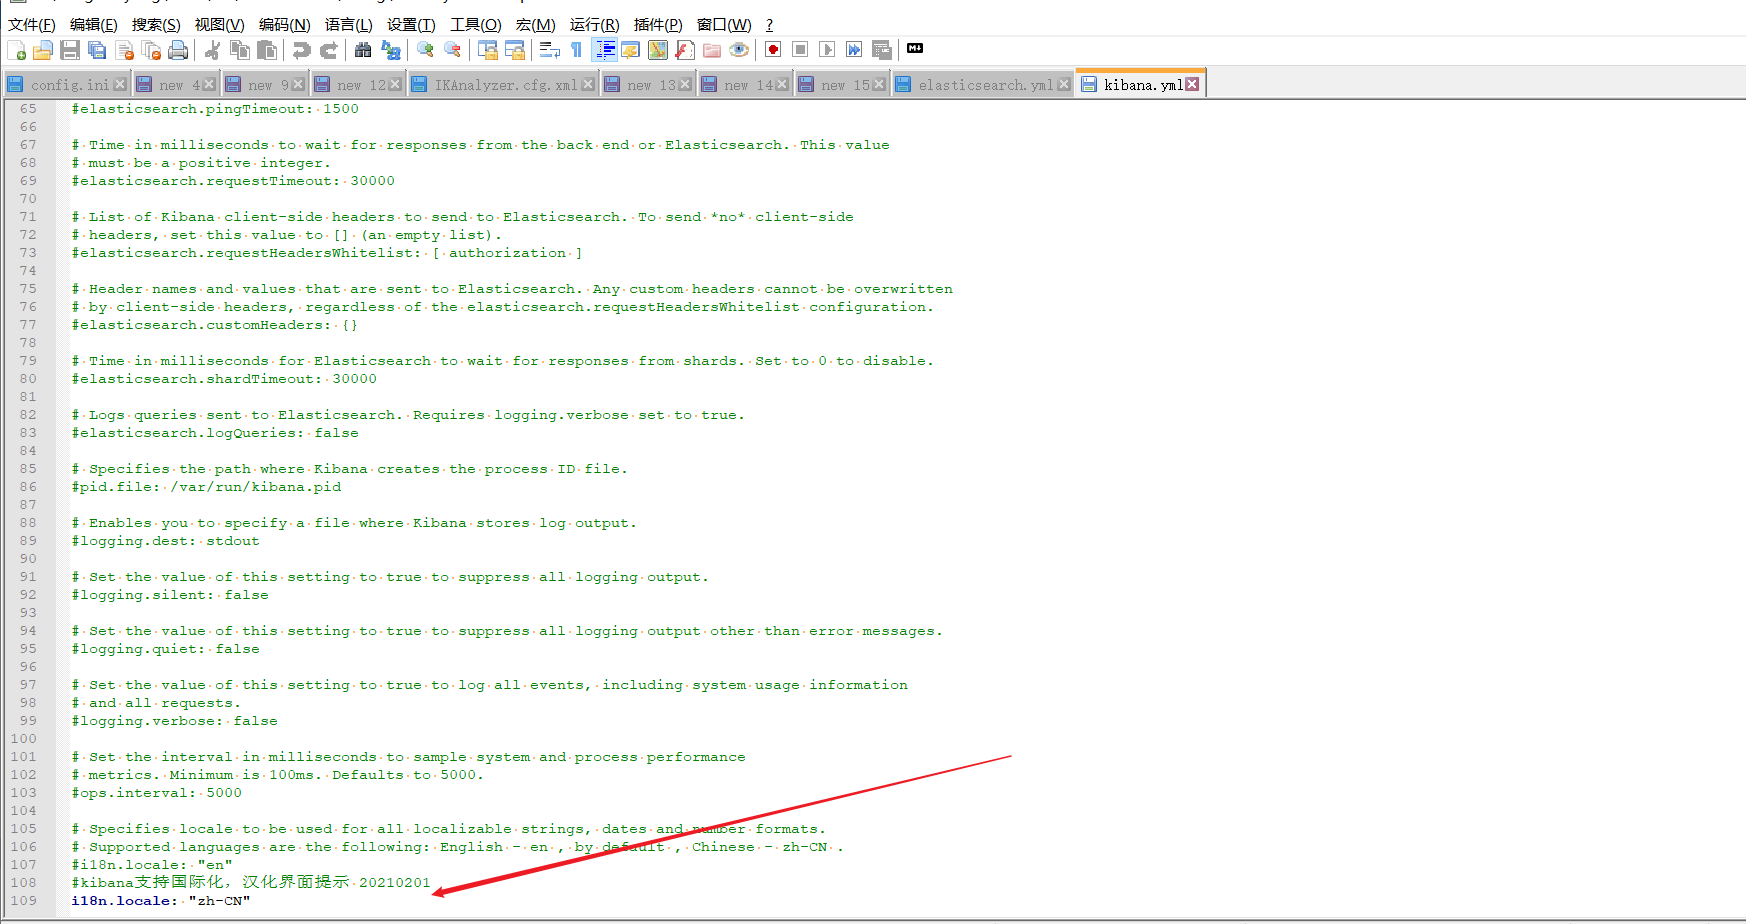 文件(F) 编辑(E) 搜索(S) 视图(V) 编码(N) 语言(L) 设置(T) 工具(O) 宏(M) 运行(R) 插件(P) 窗口(W) ?
config.ini new 4 new 9 new 12 IKAnalyzer.cfg.xml new 13 new 14 new 15 elasticsearch.yml kibana.yml
65 #elasticsearch.pingTimeout: 1500
66
67 # Time in milliseconds to wait for responses from the back end or Elasticsearch. This value
68 # must be a positive integer.
69 #elasticsearch.requestTimeout: 30000
70
71 # List of Kibana client-side headers to send to Elasticsearch. To send *no* client-side
72 # headers, set this value to [] (an empty list).
73 #elasticsearch.requestHeadersWhitelist: [ authorization ]
74
75 # Header names and values that are sent to Elasticsearch. Any custom headers cannot be overwritten
76 # by client-side headers, regardless of the elasticsearch.requestHeadersWhitelist configuration.
77 #elasticsearch.customHeaders: {}
78
79 # Time in milliseconds for Elasticsearch to wait for responses from shards. Set to 0 to disable.
80 #elasticsearch.shardTimeout: 30000
81
82 # Logs queries sent to Elasticsearch. Requires logging.verbose set to true.
83 #elasticsearch.logQueries: false
84
85 # Specifies the path where Kibana creates the process ID file.
86 #pid.file: /var/run/kibana.pid
87
88 # Enables you to specify a file where Kibana stores log output.
89 #logging.dest: stdout
90
91 # Set the value of this setting to true to suppress all logging output.
92 #logging.silent: false
93
94 # Set the value of this setting to true to suppress all logging output other than error messages.
95 #logging.quiet: false
96
97 # Set the value of this setting to true to log all events, including system usage information
98 # and all requests.
99 #logging.verbose: false
100
101 # Set the interval in milliseconds to sample system and process performance
102 # metrics. Minimum is 100ms. Defaults to 5000.
103 #ops.interval: 5000
104
105 # Specifies locale to be used for all localizable strings, dates and number formats.
106 # Supported languages are the following: English - en , by default , Chinese - zh-CN .
107 #i18n.locale: "en"
108 #kibana支持国际化，汉化界面提示 20210201
109 i18n.locale: "zh-CN"